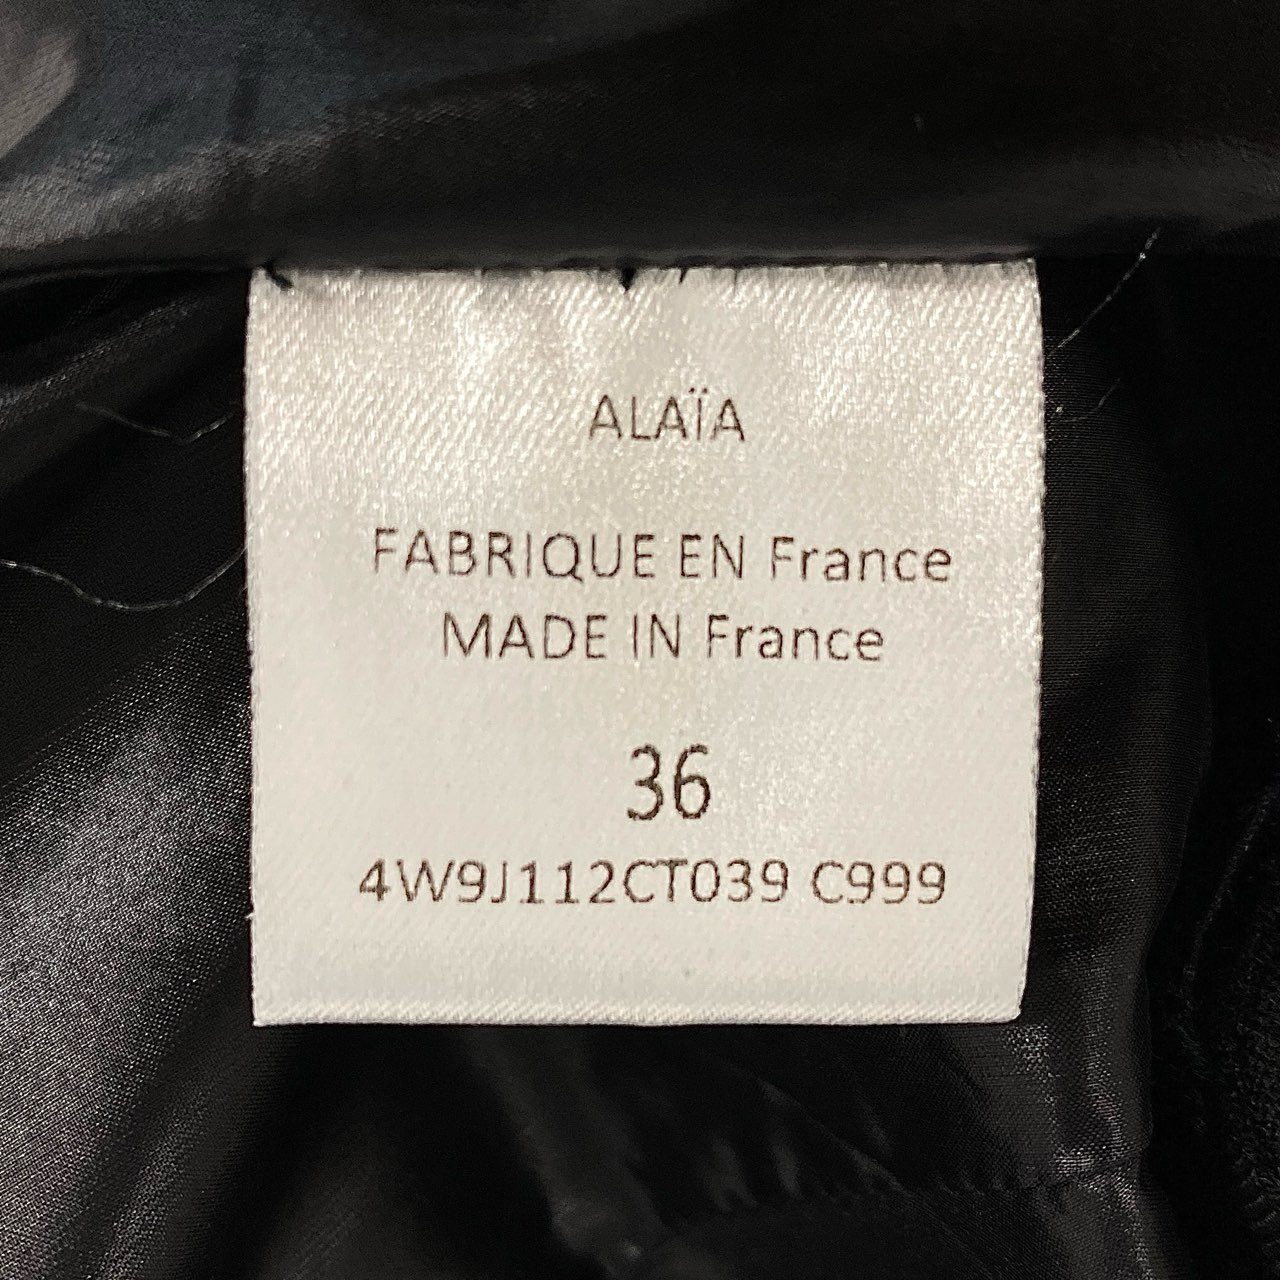 ALAÏA
FABRIQUE EN France
MADE IN France
36
4W9J112CT039 C999